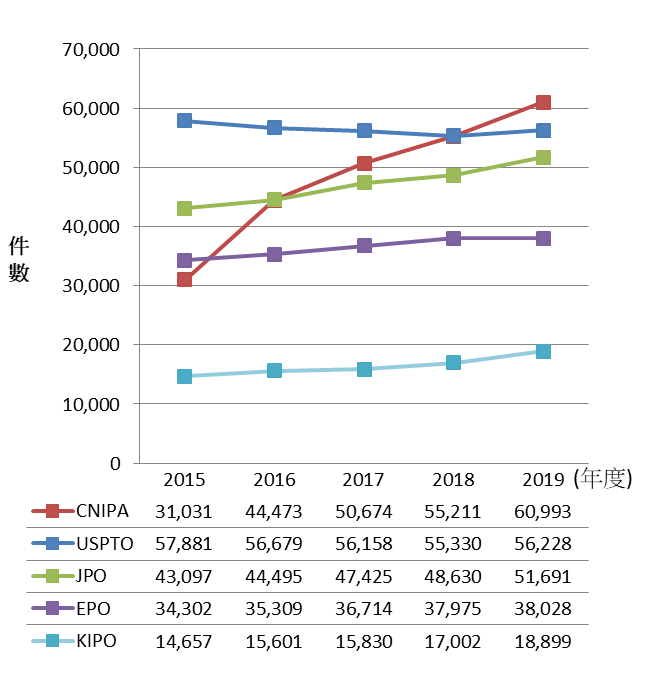 70,000
60,000
50,000
40,000
30,000
20,000
10,000
0
件
數
2015 2016 2017 2018 2019 (年度)
CNIPA 31,031 44,473 50,674 55,211 60,993
USPTO 57,881 56,679 56,158 55,330 56,228
JPO 43,097 44,495 47,425 48,630 51,691
EPO 34,302 35,309 36,714 37,975 38,028
KIPO 14,657 15,601 15,830 17,002 18,899